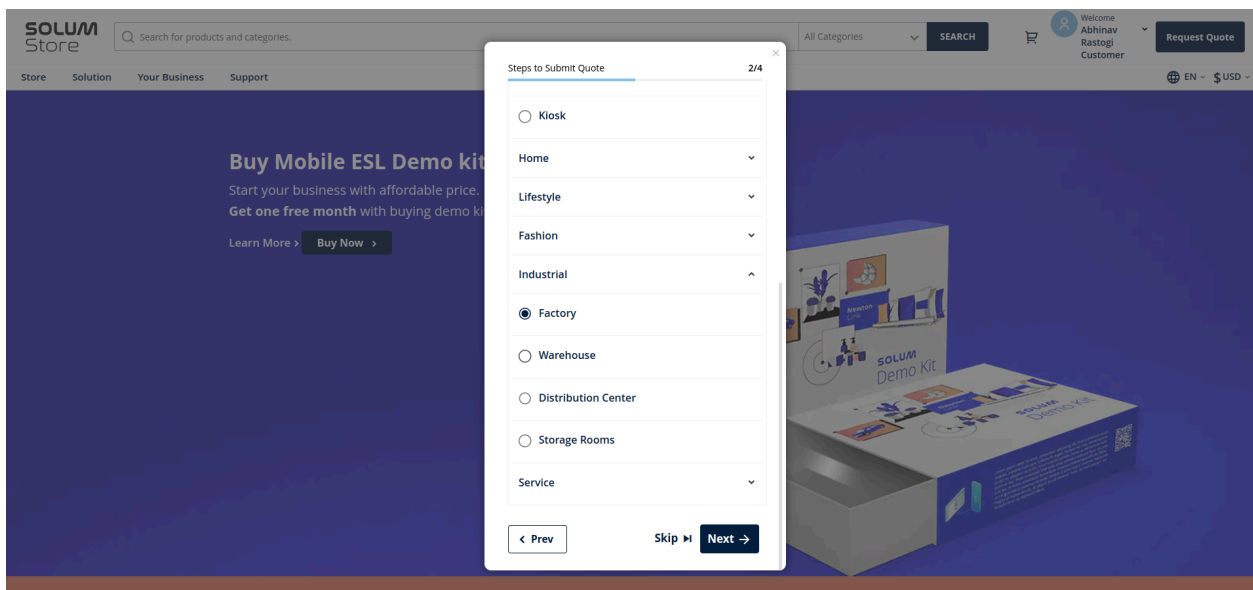 SOLUM
Store
Search for products and categories.
All Categories
SEARCH
Welcome
Abhinav
Rastogi
Customer
Request Quote
Store
Solution
Your Business
Support
EN
$ USD
Steps to Submit Quote
2/4
Kiosk
Home
Lifestyle
Fashion
Industrial
Factory
Warehouse
Distribution Center
Storage Rooms
Service
Prev
Skip
Next
Buy Mobile ESL Demo kit
Start your business with affordable price.
Get one free month with buying demo ki
Learn More
Buy Now
Newton
Link
SOLUM
Demo Kit
SOLUM
Demo Kit